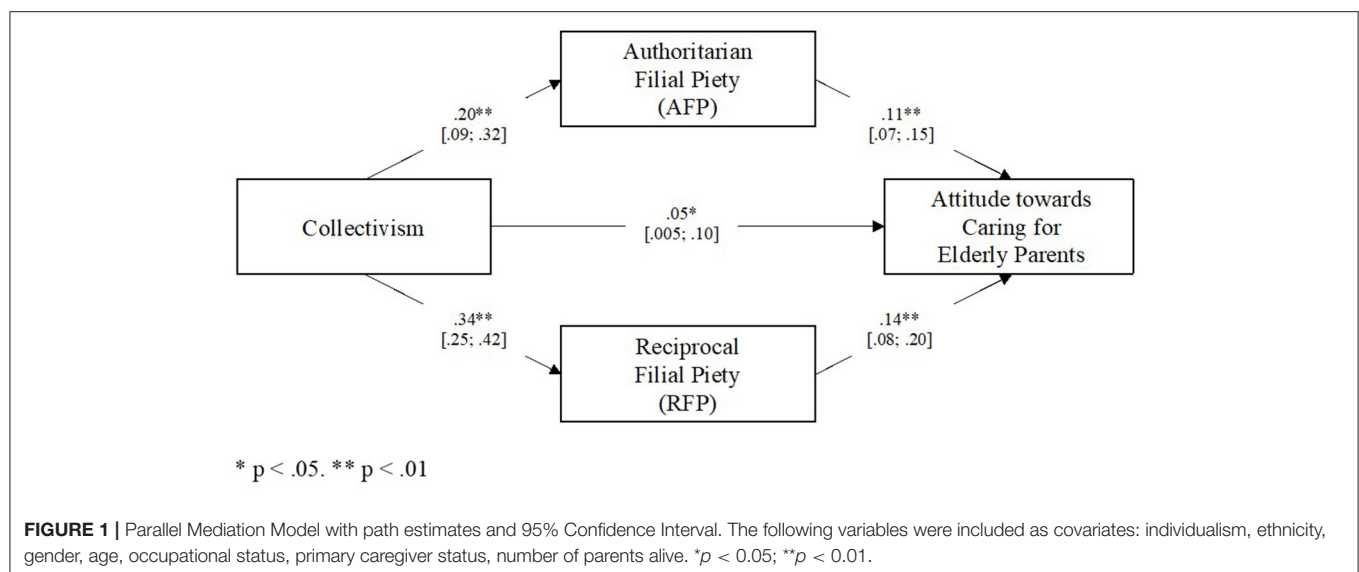 Authoritarian
Filial Piety
(AFP)
.20**
[.09; .32]
.11**
[.07; .15]
Collectivism
.05*
[.005; .10]
Attitude towards
Caring for
Elderly Parents
.34**
[.25; .42]
.14**
[.08; .20]
Reciprocal
Filial Piety
(RFP)
* p < .05. ** p < .01
FIGURE 1 | Parallel Mediation Model with path estimates and 95% Confidence Interval. The following variables were included as covariates: individualism, ethnicity,
gender, age, occupational status, primary caregiver status, number of parents alive. *p < 0.05; **p < 0.01.